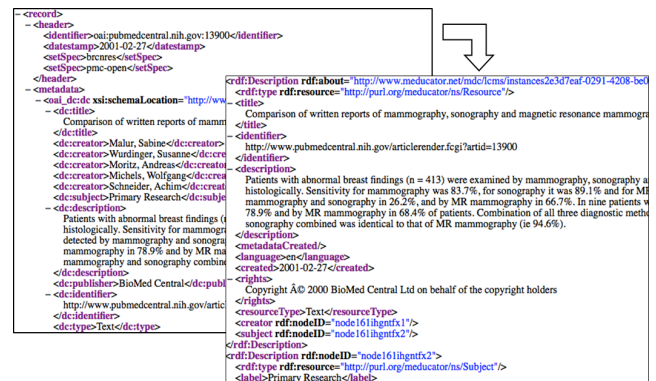 – <record>
– <header>
<identifier>oai:pubmedcentral.nih.gov:13900</identifier>
<datestamp>2001-02-27</datestamp>
<setSpec>brcnres</setSpec>
<setSpec>pmc-open</setSpec>
</header>
– <metadata>
– <oai_dc:dc xsi:schemaLocation="http://ww
– <dc:title>
Comparison of written reports of mamm
</dc:title>
<dc:creator>Malur, Sabine</dc:creator>
<dc:creator>Wurdinger, Susanne</dc:cre
<dc:creator>Moritz, Andreas</dc:creator
<dc:creator>Michels, Wolfgang</dc:crea
<dc:creator>Schneider, Achim</dc:creat
<dc:subject>Primary Research</dc:subje
– <dc:description>
Patients with abnormal breast findings (
histologically. Sensitivity for mammogra
detected by mammography and sonogra
mammography in 78.9% and by MR ma
mammography and sonography combine
</dc:description>
<dc:publisher>BioMed Central</dc:publ
– <dc:identifier>
http://www.pubmedcentral.nih.gov/artic
</dc:identifier>
<dc:type>Text</dc:type>
<rdf:Description rdf:about="http://www.meducator.net/mdc/lcms/instances2e3d7eaf-0291-4208-be0
<rdf:type rdf:resource="http://purl.org/meducator/ns/Resource"/>
– <title>
Comparison of written reports of mammography, sonography and magnetic resonance mammogra
</title>
– <identifier>
http://www.pubmedcentral.nih.gov/articlerender.fcgi?artid=13900
</identifier>
– <description>
Patients with abnormal breast findings (n = 413) were examined by mammography, sonography a
histologically. Sensitivity for mammography was 83.7%, for sonography it was 89.1% and for MR
mammography and sonography in 26.2%, and by MR mammography in 66.7%. In nine patients w
78.9% and by MR mammography in 68.4% of patients. Combination of all three diagnostic metho
sonography combined was identical to that of MR mammography (ie 94.6%).
</description>
<metadataCreated/>
<language>en</language>
<created>2001-02-27</created>
– <rights>
Copyright Â© 2000 BioMed Central Ltd on behalf of the copyright holders
</rights>
<resourceType>Text</resourceType>
<creator rdf:nodeID="node161ihgntfx1"/>
<subject rdf:nodeID="node161ihgntfx2"/>
</rdf:Description>
<rdf:Description rdf:nodeID="node161ihgntfx2">
<rdf:type rdf:resource="http://purl.org/meducator/ns/Subject"/>
<label>Primary Research</label>